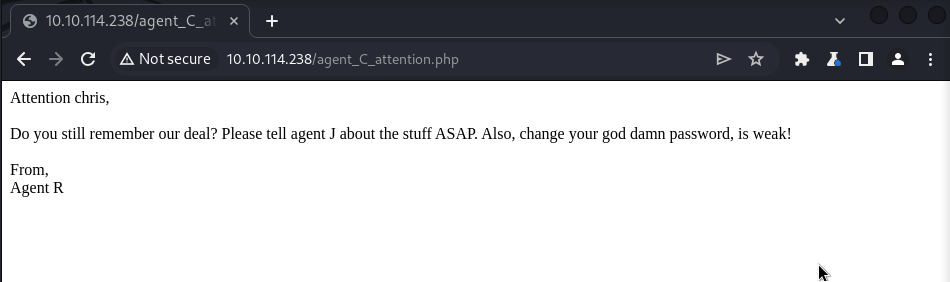 10.10.114.238/agent_C_at
Not secure
10.10.114.238/agent_C_attention.php
Attention chris,
Do you still remember our deal? Please tell agent J about the stuff ASAP. Also, change your god damn password, is weak!
From,
Agent R